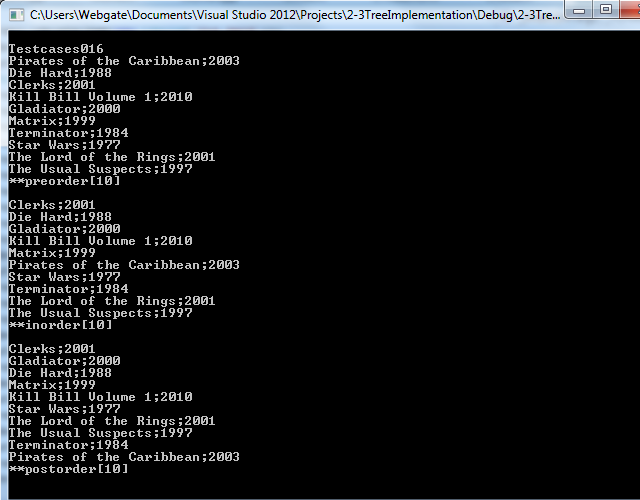 C:\Users\Webgate\Documents\Visual Studio 2012\Projects\2-3TreeImplementation\Debug\2-3Tre...
Testcases016
Pirates of the Caribbean;2003
Die Hard;1988
Clerks;2001
Kill Bill Volume 1;2010
Gladiator;2000
Matrix;1999
Terminator;1984
Star Wars;1977
The Lord of the Rings;2001
The Usual Suspects;1997
**preorder[10]
Clerks;2001
Die Hard;1988
Gladiator;2000
Kill Bill Volume 1;2010
Matrix;1999
Pirates of the Caribbean;2003
Star Wars;1977
Terminator;1984
The Lord of the Rings;2001
The Usual Suspects;1997
**inorder[10]
Clerks;2001
Gladiator;2000
Die Hard;1988
Matrix;1999
Kill Bill Volume 1;2010
Star Wars;1977
The Lord of the Rings;2001
The Usual Suspects;1997
Terminator;1984
Pirates of the Caribbean;2003
**postorder[10]